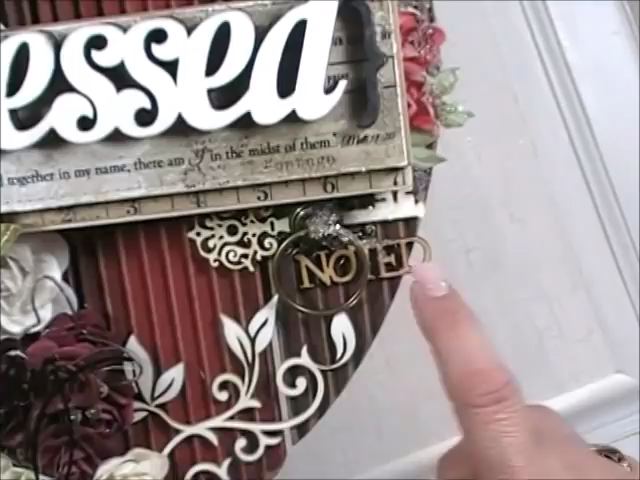 essed
d together in my name, there am I in the midst of them."
2 3 4 5 6 7
NOTED